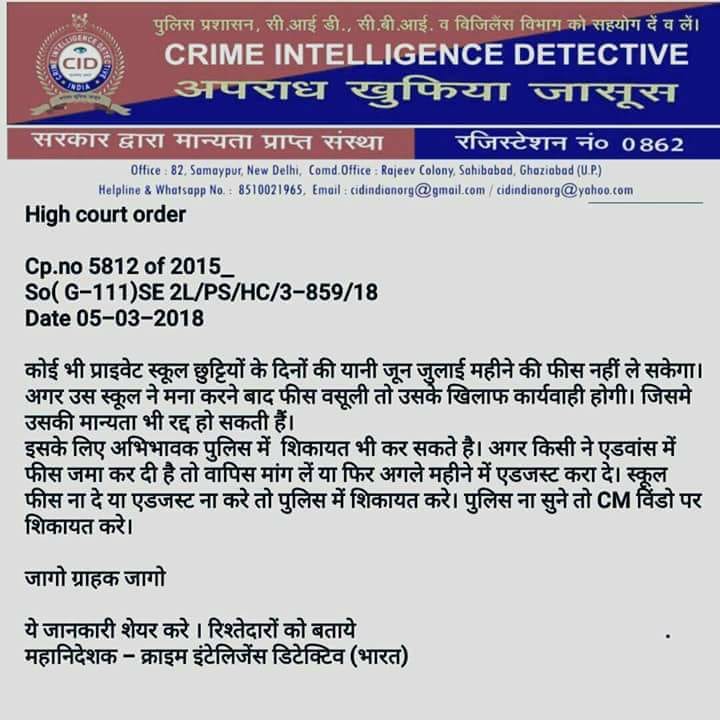 पुलिस प्रशासन, सी.आई डी., सी.बी.आई. व विजिलेंस विभाग को सहयोग दें व लें।
CRIME INTELLIGENCE DETECTIVE
CID
INDIA
अपराध खुफिया जासूस
सरकार द्वारा मान्यता प्राप्त संस्था रजिस्टेशन नं० 0862
Office : 82, Samaypur, New Delhi, Comd.Office : Rajeev Colony, Sahibabad, Ghaziabad (U.P.)
Helpline & Whatsapp No. : 8510021965, Email : cidindianorg@gmail.com / cidindianorg@yahoo.com
High court order
Cp.no 5812 of 2015_
So( G–111)SE 2L/PS/HC/3–859/18
Date 05–03–2018
कोई भी प्राइवेट स्कूल छुट्टियों के दिनों की यानी जून जुलाई महीने की फीस नहीं ले सकेगा।
अगर उस स्कूल ने मना करने बाद फीस वसूली तो उसके खिलाफ कार्यवाही होगी। जिसमे
उसकी मान्यता भी रद्द हो सकती हैं।
इसके लिए अभिभावक पुलिस में शिकायत भी कर सकते है। अगर किसी ने एडवांस में
फीस जमा कर दी है तो वापिस मांग लें या फिर अगले महीने में एडजस्ट करा दे। स्कूल
फीस ना दे या एडजस्ट ना करे तो पुलिस में शिकायत करे। पुलिस ना सुने तो CM विंडो पर
शिकायत करे।
जागो ग्राहक जागो
ये जानकारी शेयर करे । रिश्तेदारों को बताये .
महानिदेशक – क्राइम इंटेलिजेंस डिटेक्टिव (भारत)